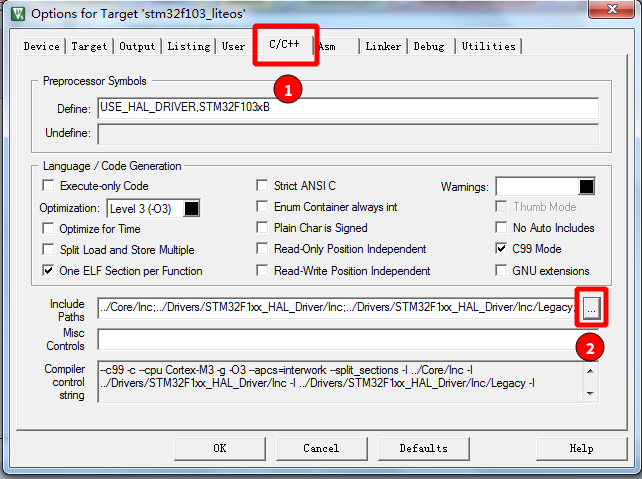 Options for Target 'stm32f103_liteos'
Device Target Output Listing User C/C++ Asm Linker Debug Utilities
1
Preprocessor Symbols
Define: USE_HAL_DRIVER,STM32F103xB
Undefine:
Language / Code Generation
Execute-only Code Strict ANSI C Warnings:
Optimization: Level 3 (-O3) Enum Container always int Thumb Mode
Optimize for Time Plain Char is Signed No Auto Includes
Split Load and Store Multiple Read-Only Position Independent C99 Mode
One ELF Section per Function Read-Write Position Independent GNU extensions
Include
Paths
../Core/Inc;../Drivers/STM32F1xx_HAL_Driver/Inc;../Drivers/STM32F1xx_HAL_Driver/Inc/Legacy; ...
2
Misc
Controls
Compiler
control
string
--c99 -c --cpu Cortex-M3 -g -O3 --apcs=interwork --split_sections -I ../Core/Inc -I
../Drivers/STM32F1xx_HAL_Driver/Inc -I ../Drivers/STM32F1xx_HAL_Driver/Inc/Legacy -I
OK Cancel Defaults Help